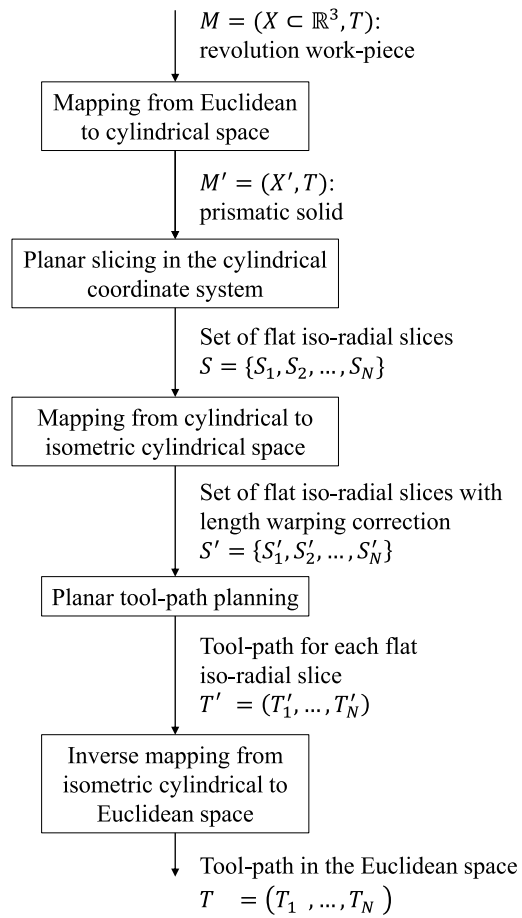 M = (X ⊂ ℝ³, T):
revolution work-piece
Mapping from Euclidean
to cylindrical space
M′ = (X′, T):
prismatic solid
Planar slicing in the cylindrical
coordinate system
Set of flat iso-radial slices
S = {S₁, S₂, …, S_N}
Mapping from cylindrical to
isometric cylindrical space
Set of flat iso-radial slices with
length warping correction
S′ = {S′₁, S′₂, …, S′_N}
Planar tool-path planning
Tool-path for each flat
iso-radial slice
T′ = (T′₁, …, T′_N)
Inverse mapping from
isometric cylindrical to
Euclidean space
Tool-path in the Euclidean space
T = (T₁ , …, T_N )